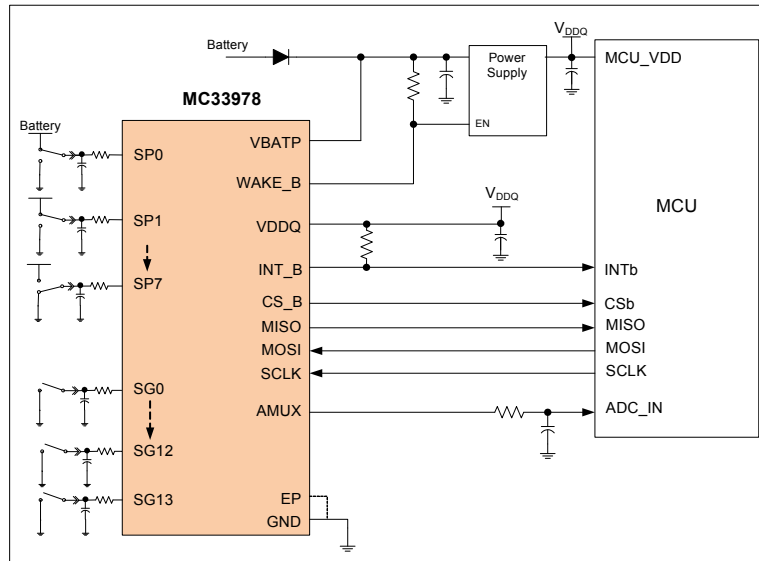 Battery
VDDQ
Power
Supply
EN
MCU_VDD
MC33978
Battery
SP0
SP1
SP7
SG0
SG12
SG13
VBATP
WAKE_B
VDDQ
INT_B
CS_B
MISO
MOSI
SCLK
AMUX
EP
GND
VDDQ
MCU
INTb
CSb
MISO
MOSI
SCLK
ADC_IN